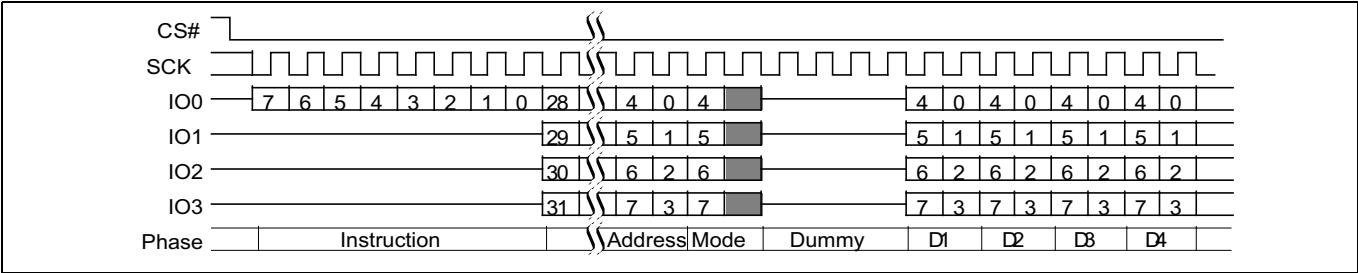 CS#
SCK
IO0 7 6 5 4 3 2 1 0 28 4 0 4 4 0 4 0 4 0 4 0
IO1 29 5 1 5 5 1 5 1 5 1 5 1
IO2 30 6 2 6 6 2 6 2 6 2 6 2
IO3 31 7 3 7 7 3 7 3 7 3 7 3
Phase Instruction Address Mode Dummy D1 D2 D3 D4